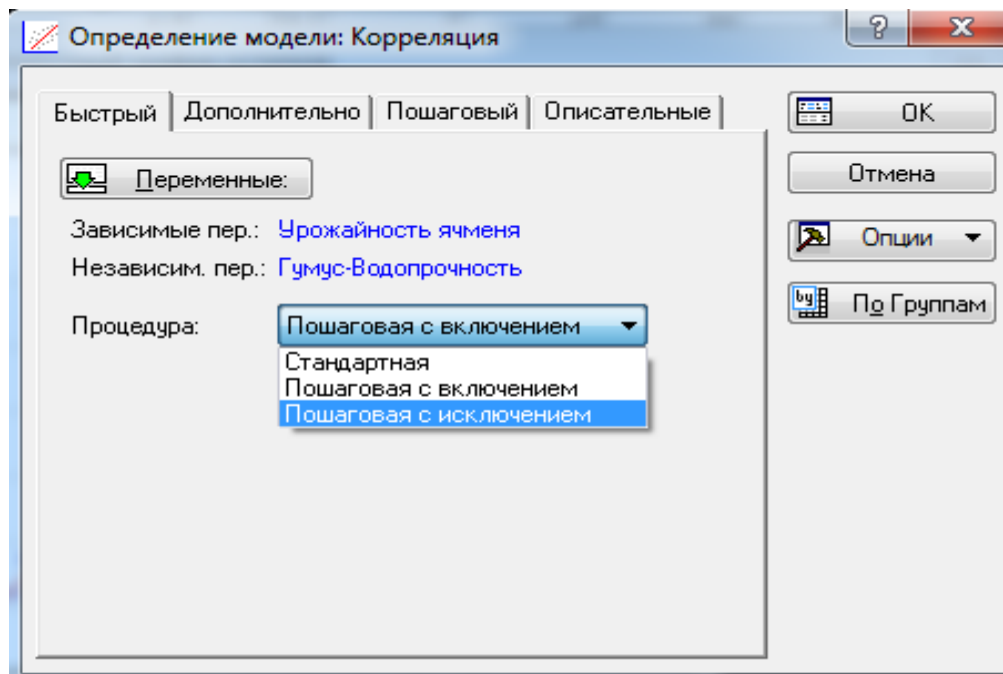 Определение модели: Корреляция
Быстрый Дополнительно Пошаговый Описательные
Переменные:
Зависимые пер.: Урожайность ячменя
Независим. пер.: Гумус-Водопрочность
Процедура: Пошаговая с включением
Стандартная
Пошаговая с включением
Пошаговая с исключением
OK
Отмена
Опции
by По Группам